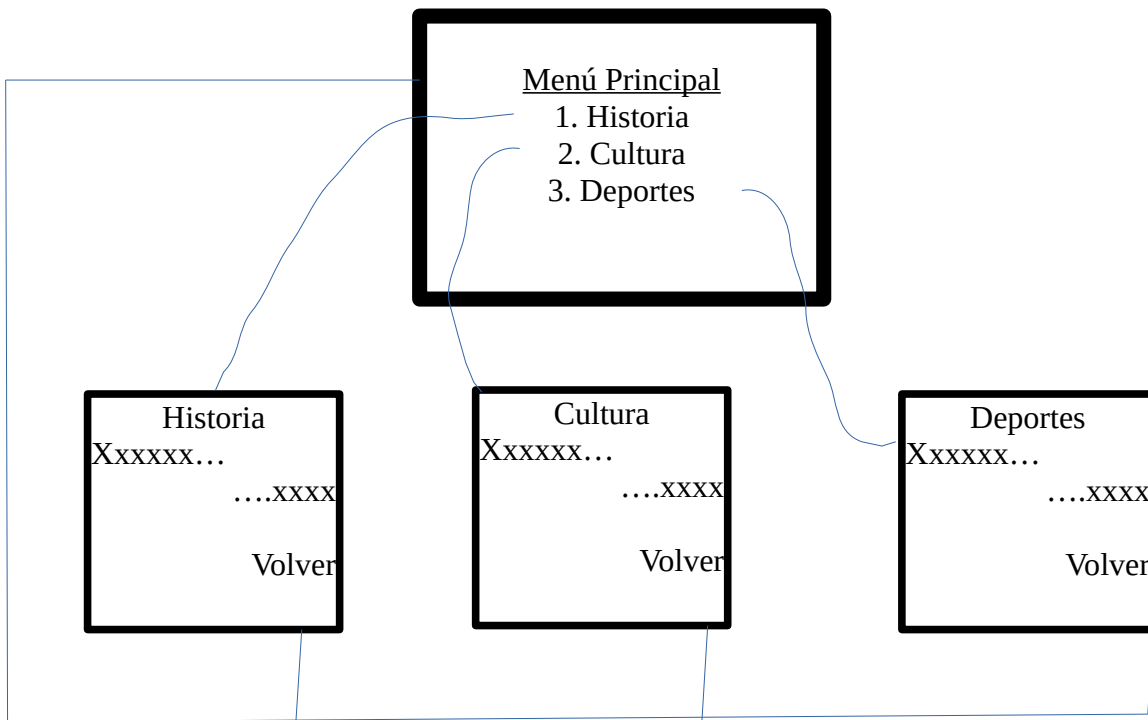 Menú Principal
1. Historia
2. Cultura
3. Deportes
Historia
Xxxxxx…
….xxxx
Volver
Cultura
Xxxxxx…
….xxxx
Volver
Deportes
Xxxxxx…
….xxxx
Volver